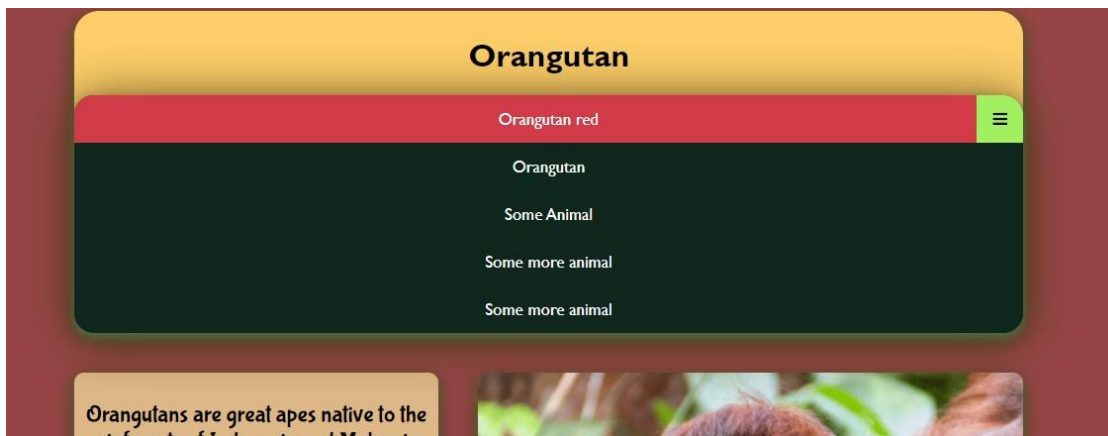 Orangutan
Orangutan red
Orangutan
Some Animal
Some more animal
Some more animal
Orangutans are great apes native to the